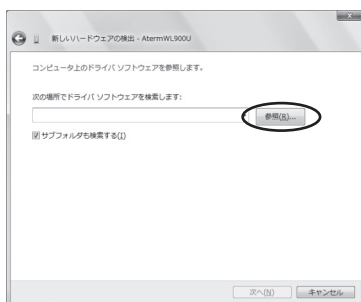 新しいハードウェアの検出 - AtermWL900U
コンピュータ上のドライバ ソフトウェアを参照します。
次の場所でドライバ ソフトウェアを検索します:
参照(R)...
サブフォルダも検索する(I)
次へ(N) キャンセル